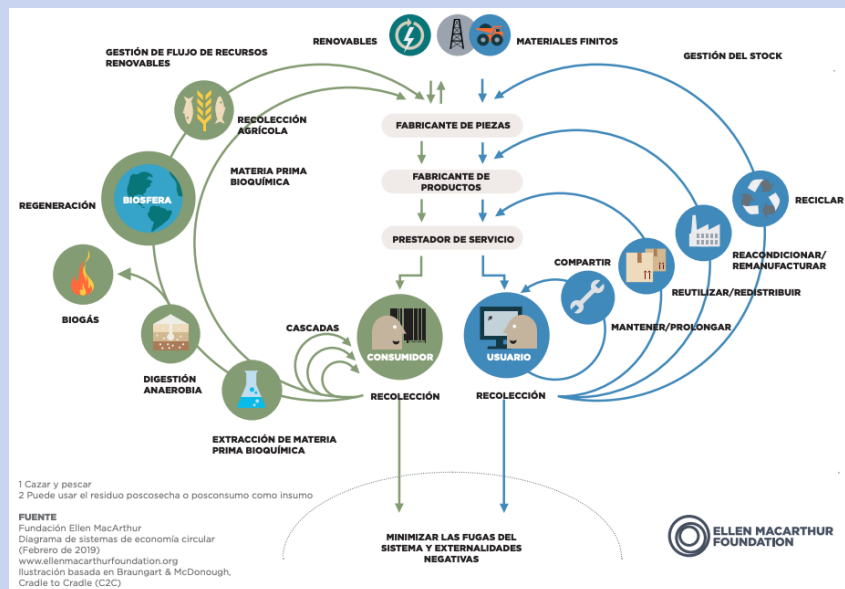 RENOVABLES
MATERIALES FINITOS
GESTIÓN DE FLUJO DE RECURSOS
RENOVABLES
GESTIÓN DEL STOCK
RECOLECCIÓN
AGRÍCOLA
FABRICANTE DE PIEZAS
MATERIA PRIMA
BIOQUÍMICA
FABRICANTE DE
PRODUCTOS
REGENERACIÓN
BIOSFERA
RECICLAR
PRESTADOR DE SERVICIO
REACONDICIONAR/
REMANUFACTURAR
COMPARTIR
REUTILIZAR/REDISTRIBUIR
BIOGÁS
CASCADAS
MANTENER/PROLONGAR
CONSUMIDOR
USUARIO
DIGESTIÓN
ANAEROBIA
RECOLECCIÓN
RECOLECCIÓN
EXTRACCIÓN DE MATERIA
PRIMA BIOQUÍMICA
1 Cazar y pescar
2 Puede usar el residuo poscosecha o posconsumo como insumo
FUENTE
Fundación Ellen MacArthur
Diagrama de sistemas de economía circular
(Febrero de 2019)
www.ellenmacarthurfoundation.org
Ilustración basada en Braungart & McDonough,
Cradle to Cradle (C2C)
MINIMIZAR LAS FUGAS DEL
SISTEMA Y EXTERNALIDADES
NEGATIVAS
ELLEN MACARTHUR
FOUNDATION